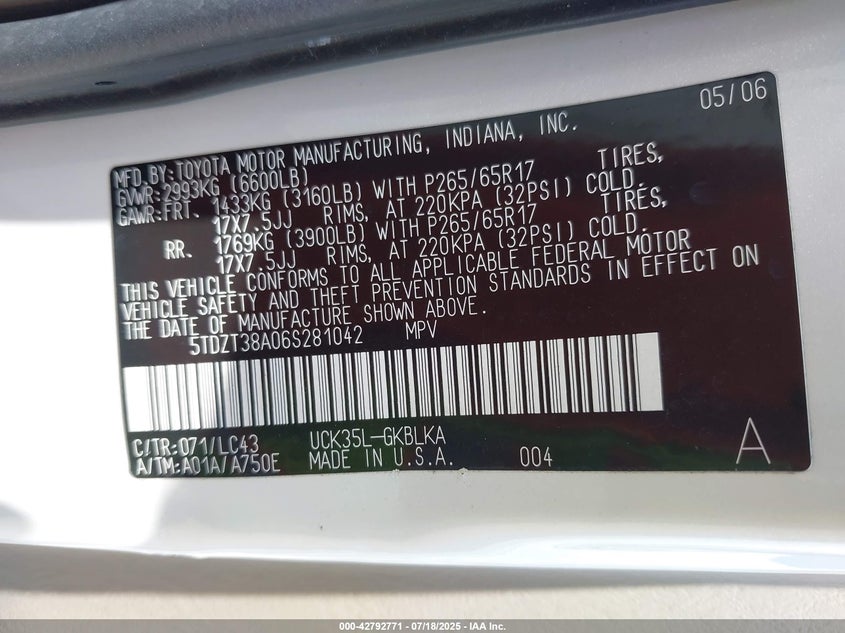 05/06
MFD.BY:TOYOTA MOTOR MANUFACTURING, INDIANA, INC.
GVWR:2993KG (6600LB)
GAWR:FRT. 1433KG (3160LB) WITH P265/65R17 TIRES,
17X7.5JJ RIMS, AT 220KPA (32PSI) COLD.
RR. 1769KG (3900LB) WITH P265/65R17 TIRES,
17X7.5JJ RIMS, AT 220KPA (32PSI) COLD.
THIS VEHICLE CONFORMS TO ALL APPLICABLE FEDERAL MOTOR
VEHICLE SAFETY AND THEFT PREVENTION STANDARDS IN EFFECT ON
THE DATE OF MANUFACTURE SHOWN ABOVE.
5TDZT38A06S281042 MPV
C/TR:071/LC43 UCK35L-GKBLKA
A/TM:A01A/A750E MADE IN U.S.A. 004 A
000-42792771 - 07/18/2025 - IAA Inc.